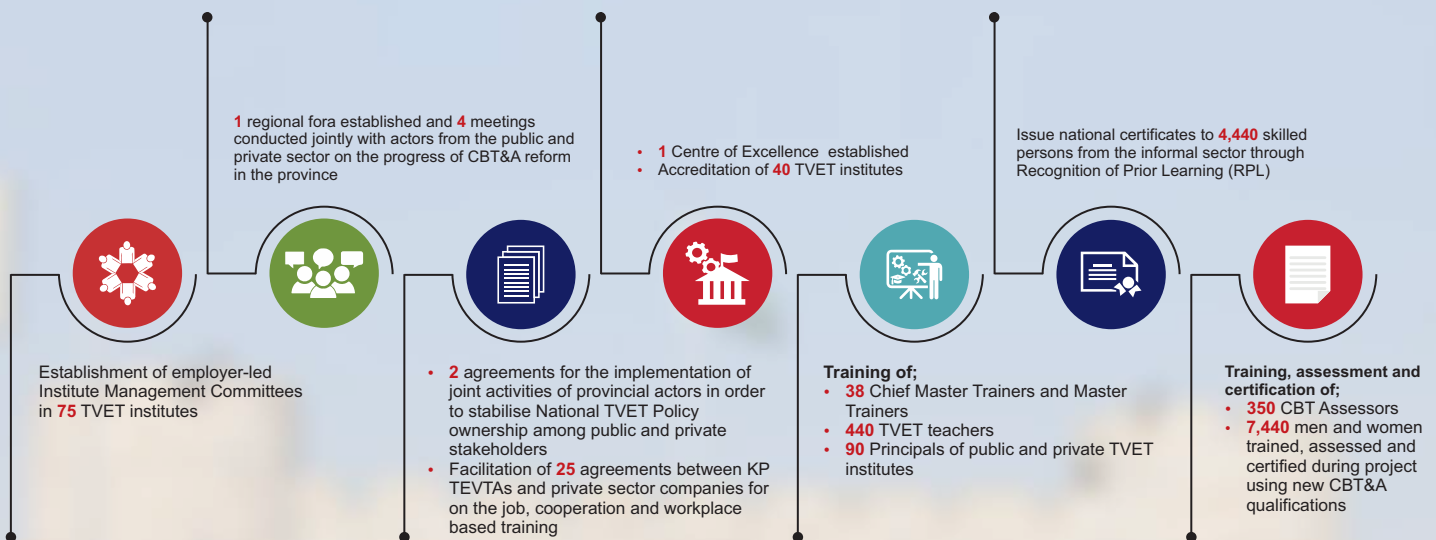 Establishment of employer-led
Institute Management Committees
in 75 TVET institutes
1 regional fora established and 4 meetings
conducted jointly with actors from the public and
private sector on the progress of CBT&A reform
in the province
• 2 agreements for the implementation of
joint activities of provincial actors in order
to stabilise National TVET Policy
ownership among public and private
stakeholders
• Facilitation of 25 agreements between KP
TEVTAs and private sector companies for
on the job, cooperation and workplace
based training
• 1 Centre of Excellence established
• Accreditation of 40 TVET institutes
Training of;
• 38 Chief Master Trainers and Master
Trainers
• 440 TVET teachers
• 90 Principals of public and private TVET
institutes
Issue national certificates to 4,440 skilled
persons from the informal sector through
Recognition of Prior Learning (RPL)
Training, assessment and
certification of;
• 350 CBT Assessors
• 7,440 men and women
trained, assessed and
certified during project
using new CBT&A
qualifications